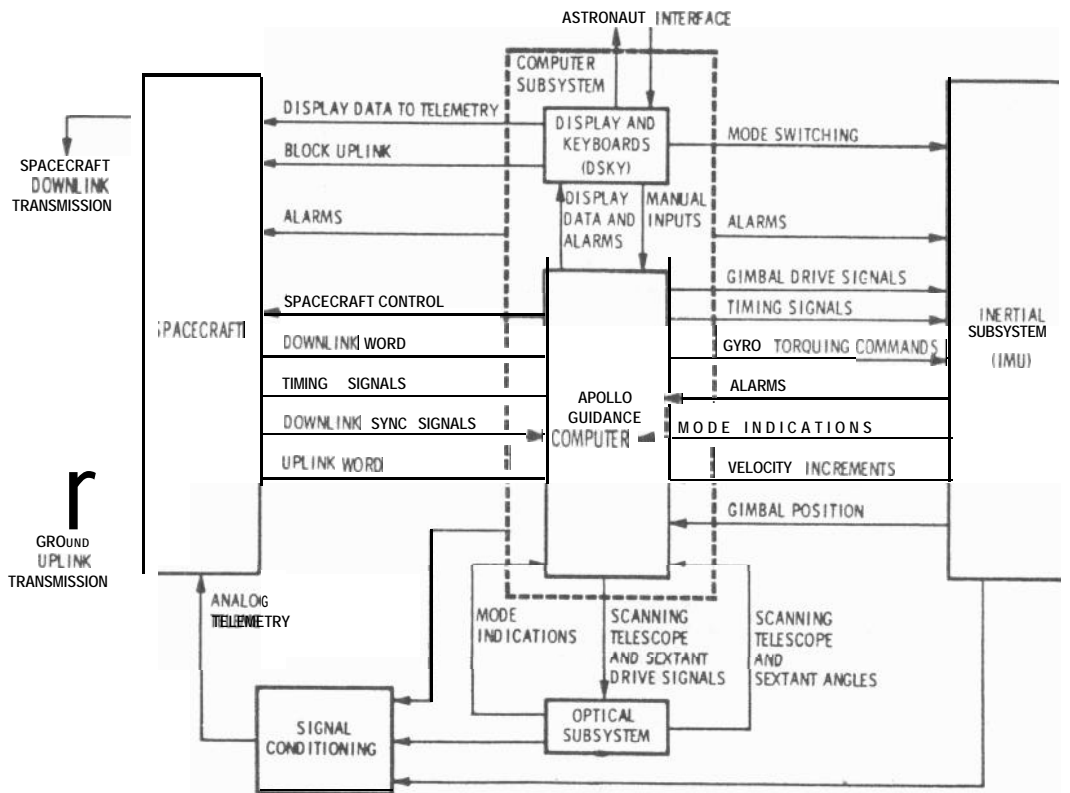 ASTRONAUT INTERFACE
COMPUTER
SUBSYSTEM
DISPLAY DATA TO TELEMETRY
BLOCK UPLINK
DISPLAY AND
KEYBOARDS
(DSKY)
MODE SWITCHING
SPACECRAFT
DOWNLINK
TRANSMISSION
ALARMS
DISPLAY
DATA AND
ALARMS
MANUAL
INPUTS
ALARMS
GIMBAL DRIVE SIGNALS
SPACECRAFT CONTROL
TIMING SIGNALS
SPACECRAFT
DOWNLINK WORD
GYRO TORQUING COMMANDS
INERTIAL
SUBSYSTEM
(IMU)
TIMING SIGNALS
ALARMS
APOLLO
GUIDANCE
COMPUTER
DOWNLINK SYNC SIGNALS
MODE INDICATIONS
UPLINK WORD
VELOCITY INCREMENTS
r
GIMBAL POSITION
GROUND
UPLINK
TRANSMISSION
ANALOG
TELEMETRY
MODE
INDICATIONS
SCANNING
TELESCOPE
AND SEXTANT
DRIVE SIGNALS
SCANNING
TELESCOPE
AND
SEXTANT ANGLES
SIGNAL
CONDITIONING
OPTICAL
SUBSYSTEM